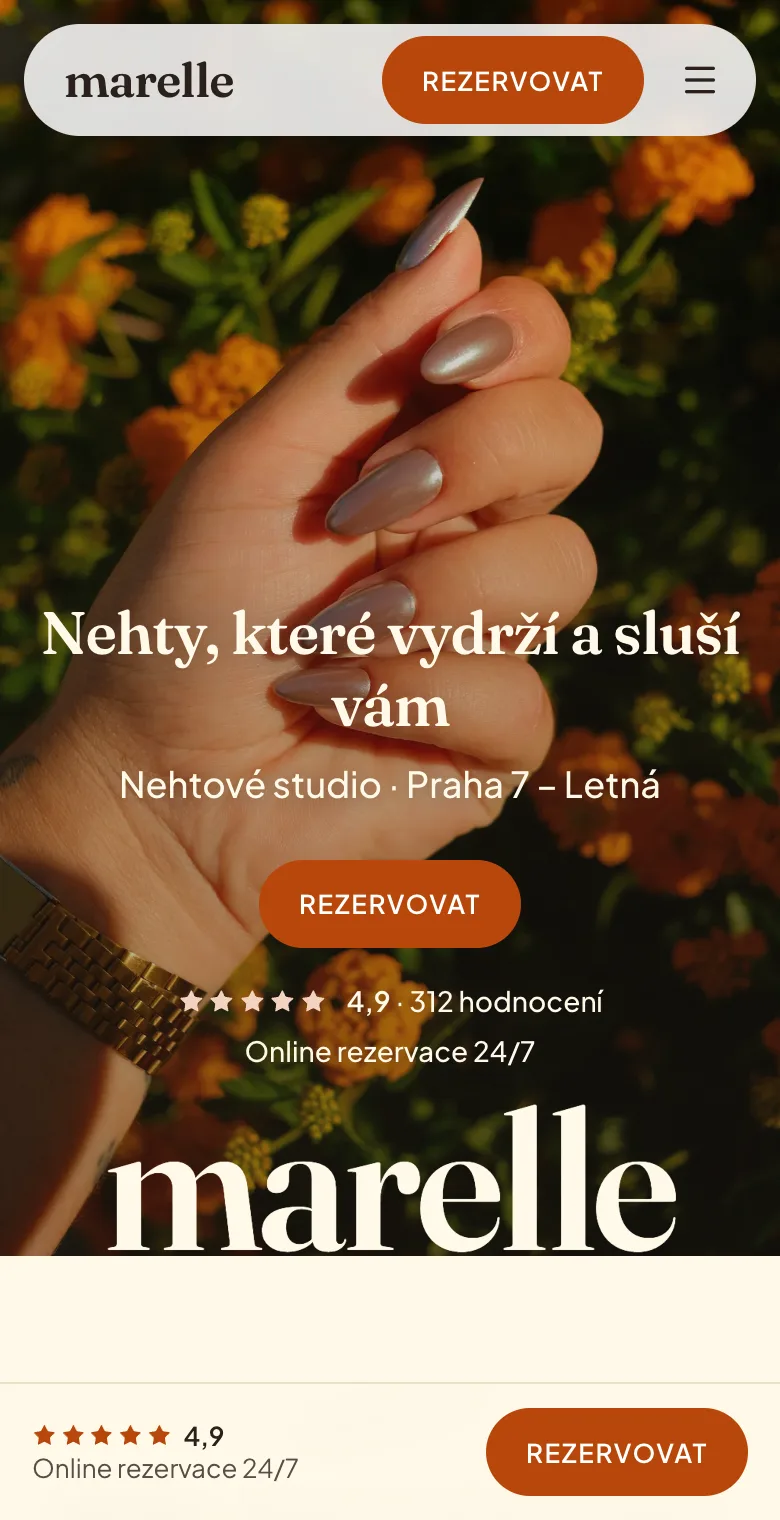 marelle
REZERVOVAT
Nehty, které vydrží a sluší
vám
Nehtové studio · Praha 7 – Letná
REZERVOVAT
4,9 · 312 hodnocení
Online rezervace 24/7
marelle
4,9
Online rezervace 24/7
REZERVOVAT